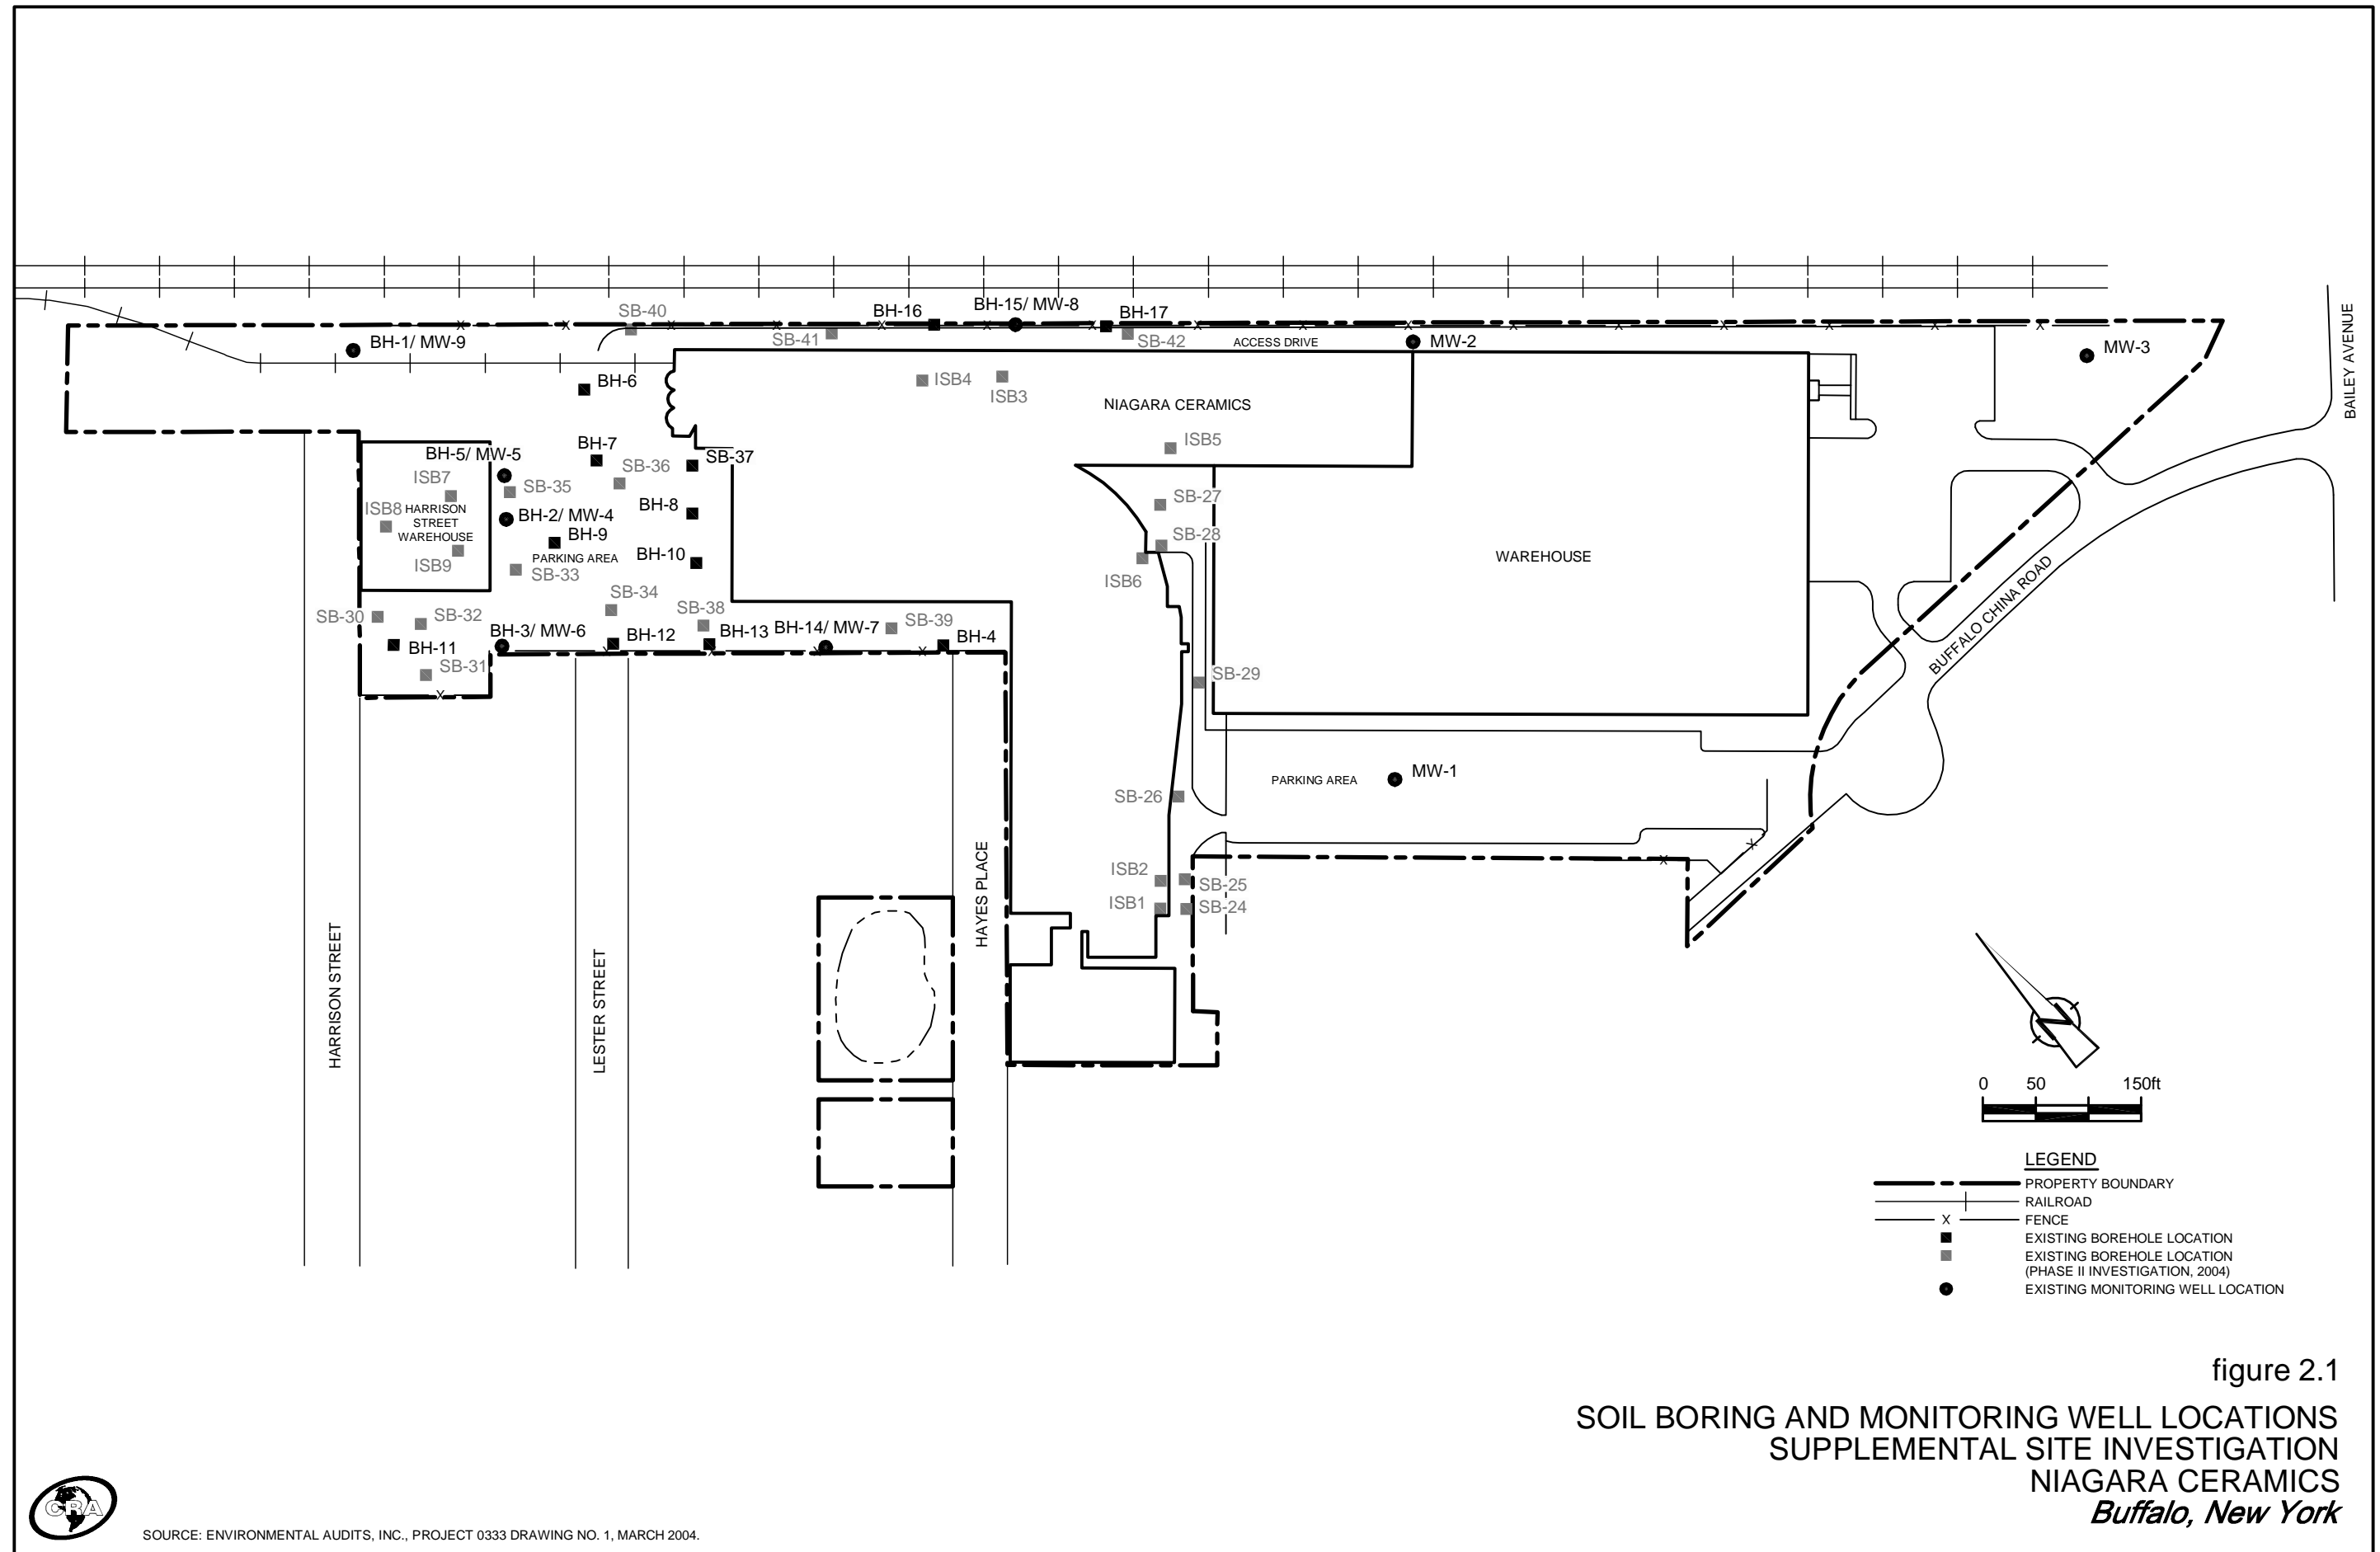 SB-40
BH-16
BH-15/ MW-8
BH-17
BAILEY AVENUE
BH-1/ MW-9
SB-41
SB-42
ACCESS DRIVE
MW-2
MW-3
BH-6
ISB4
ISB3
NIAGARA CERAMICS
BH-7
BH-5/ MW-5
SB-36
SB-37
ISB5
ISB7
SB-35
SB-27
ISB8
HARRISON
STREET
WAREHOUSE
BH-2/ MW-4
BH-8
BH-9
SB-28
BH-10
PARKING AREA
WAREHOUSE
ISB9
SB-33
ISB6
BUFFALO CHINA ROAD
SB-30
SB-32
SB-34
SB-38
BH-3/ MW-6
BH-12
BH-13
BH-14/ MW-7
SB-39
BH-4
BH-11
SB-31
SB-29
MW-1
PARKING AREA
SB-26
HAYES PLACE
ISB2
SB-25
ISB1
SB-24
HARRISON STREET
LESTER STREET
N
0 50 150ft
LEGEND
PROPERTY BOUNDARY
RAILROAD
X FENCE
EXISTING BOREHOLE LOCATION
EXISTING BOREHOLE LOCATION
(PHASE II INVESTIGATION, 2004)
EXISTING MONITORING WELL LOCATION
figure 2.1
SOIL BORING AND MONITORING WELL LOCATIONS
SUPPLEMENTAL SITE INVESTIGATION
NIAGARA CERAMICS
Buffalo, New York
CRA
SOURCE: ENVIRONMENTAL AUDITS, INC., PROJECT 0333 DRAWING NO. 1, MARCH 2004.